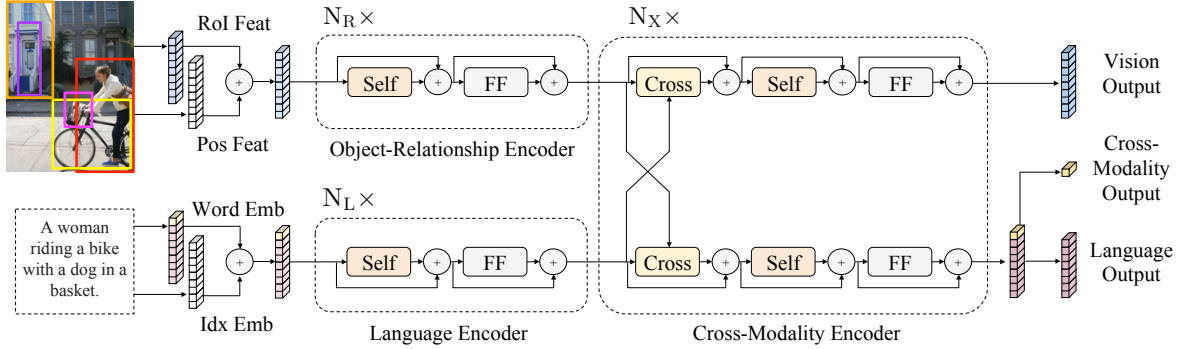 RoI Feat
Pos Feat
N_R ×
Self
+
FF
+
+
Object-Relationship Encoder
N_X ×
Cross
+
Self
+
FF
+
Vision
Output
Cross-
Modality
Output
A woman
riding a bike
with a dog in a
basket.
Word Emb
+
Idx Emb
N_L ×
Self
+
FF
+
Language Encoder
Cross
+
Self
+
FF
+
Cross-Modality Encoder
Language
Output